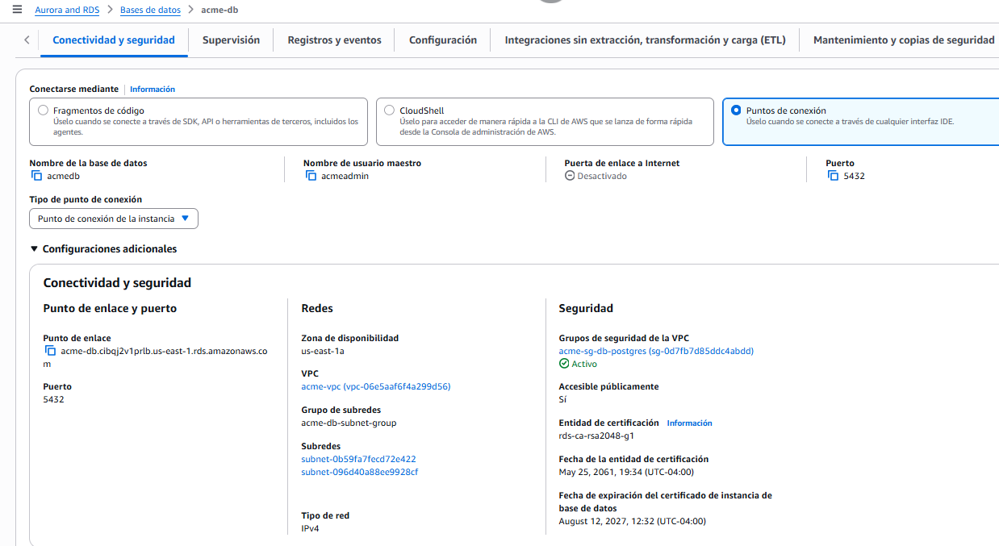 Aurora and RDS > Bases de datos > acme-db
Conectividad y seguridad Supervisión Registros y eventos Configuración Integraciones sin extracción, transformación y carga (ETL) Mantenimiento y copias de seguridad
Conectarse mediante Información
Fragmentos de código
Úselo cuando se conecte a través de SDK, API o herramientas de terceros, incluidos los
agentes.
CloudShell
Úselo para acceder de manera rápida a la CLI de AWS que se lanza de forma rápida
desde la Consola de administración de AWS.
Puntos de conexión
Úselo cuando se conecte a través de cualquier interfaz IDE.
Nombre de la base de datos
acmedb
Nombre de usuario maestro
acmeadmin
Puerta de enlace a Internet
Desactivado
Puerto
5432
Tipo de punto de conexión
Punto de conexión de la instancia
Configuraciones adicionales
Conectividad y seguridad
Punto de enlace y puerto
Punto de enlace
acme-db.cibqj2v1prlb.us-east-1.rds.amazonaws.co
m
Puerto
5432
Redes
Zona de disponibilidad
us-east-1a
VPC
acme-vpc (vpc-06e5aaf6f4a299d56)
Grupo de subredes
acme-db-subnet-group
Subredes
subnet-0b59fa7fecd72e422
subnet-096d40a88ee9928cf
Tipo de red
IPv4
Seguridad
Grupos de seguridad de la VPC
acme-sg-db-postgres (sg-0d7fb7d85ddc4abdd)
Activo
Accesible públicamente
Sí
Entidad de certificación Información
rds-ca-rsa2048-g1
Fecha de la entidad de certificación
May 25, 2061, 19:34 (UTC-04:00)
Fecha de expiración del certificado de instancia de
base de datos
August 12, 2027, 12:32 (UTC-04:00)